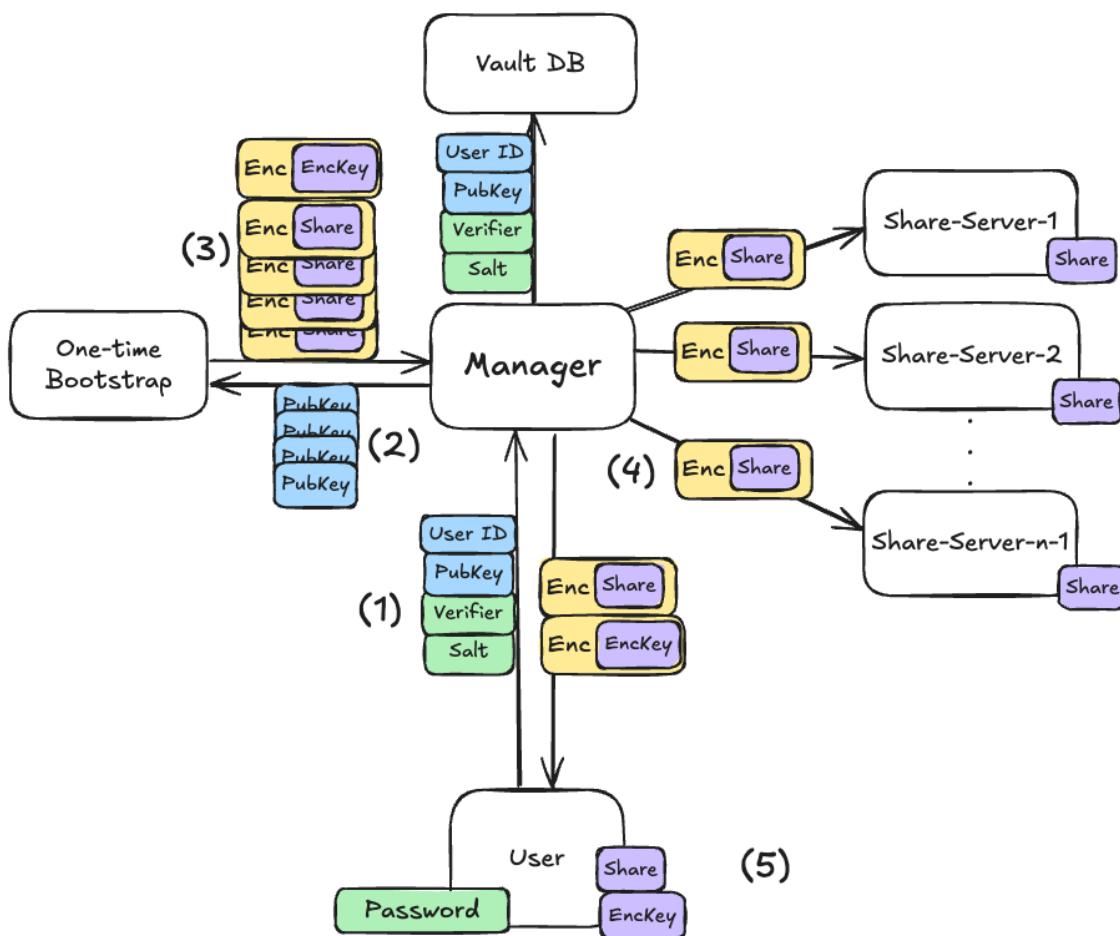 Vault DB
User ID
PubKey
Verifier
Salt
Enc EncKey
Enc Share
Enc Share
Enc Share
Enc Share
(3)
Enc Share
Share-Server-1
Share
One-time
Bootstrap
Manager
Enc Share
Share-Server-2
Share
PubKey
PubKey
PubKey
PubKey
(2)
(4)
Enc Share
Share-Server-n-1
Share
(1)
User ID
PubKey
Verifier
Salt
Enc Share
Enc EncKey
User
Password
Share
EncKey
(5)